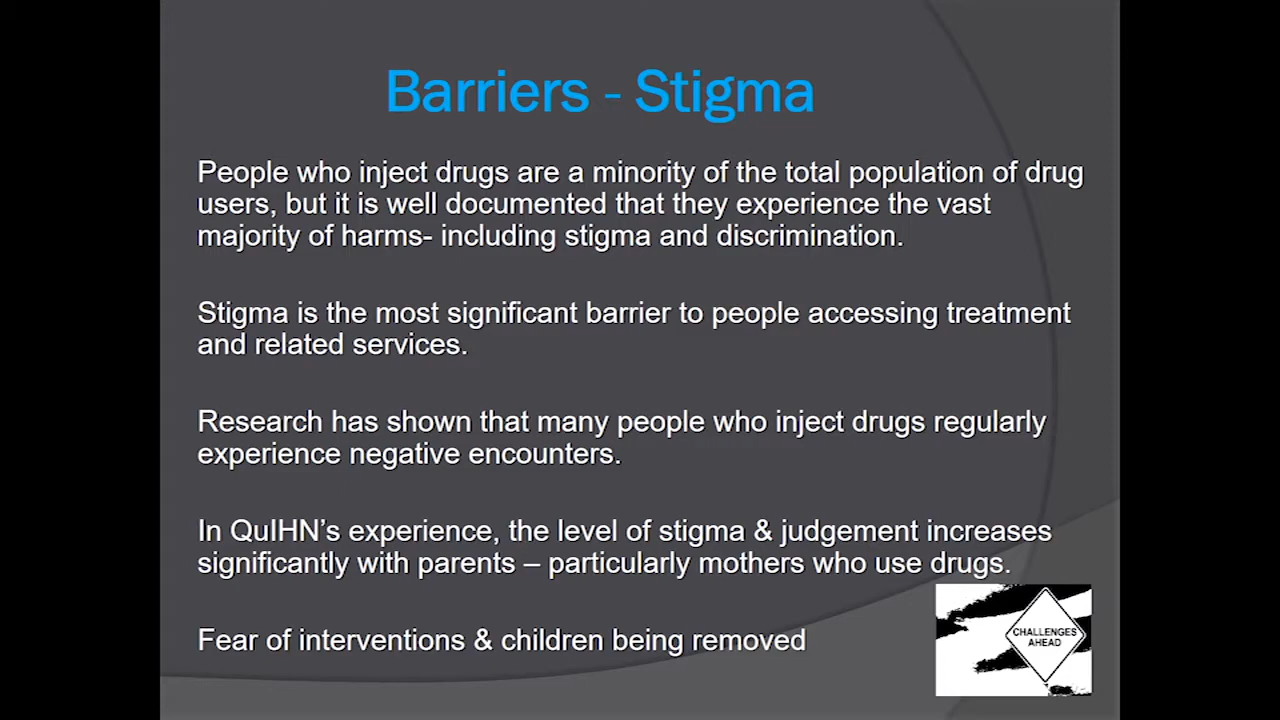 Barriers - Stigma
People who inject drugs are a minority of the total population of drug
users, but it is well documented that they experience the vast
majority of harms- including stigma and discrimination.
Stigma is the most significant barrier to people accessing treatment
and related services.
Research has shown that many people who inject drugs regularly
experience negative encounters.
In QuIHN’s experience, the level of stigma & judgement increases
significantly with parents – particularly mothers who use drugs.
Fear of interventions & children being removed
CHALLENGES
AHEAD